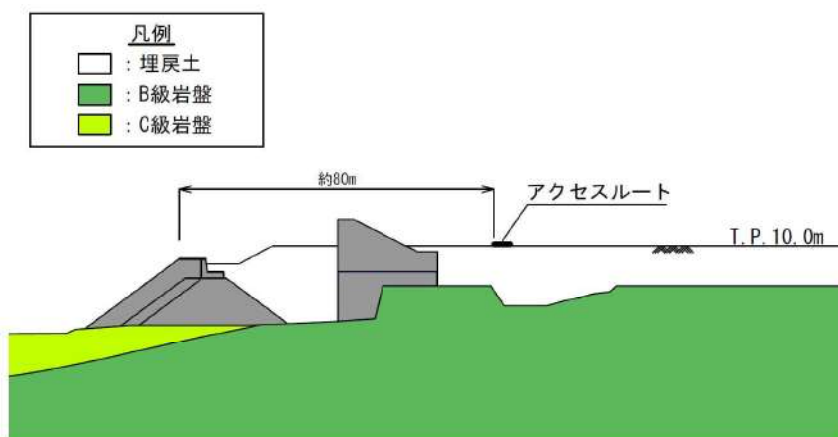 凡例
：埋戻土
：B級岩盤
：C級岩盤
約80m
アクセスルート
T.P.10.0m